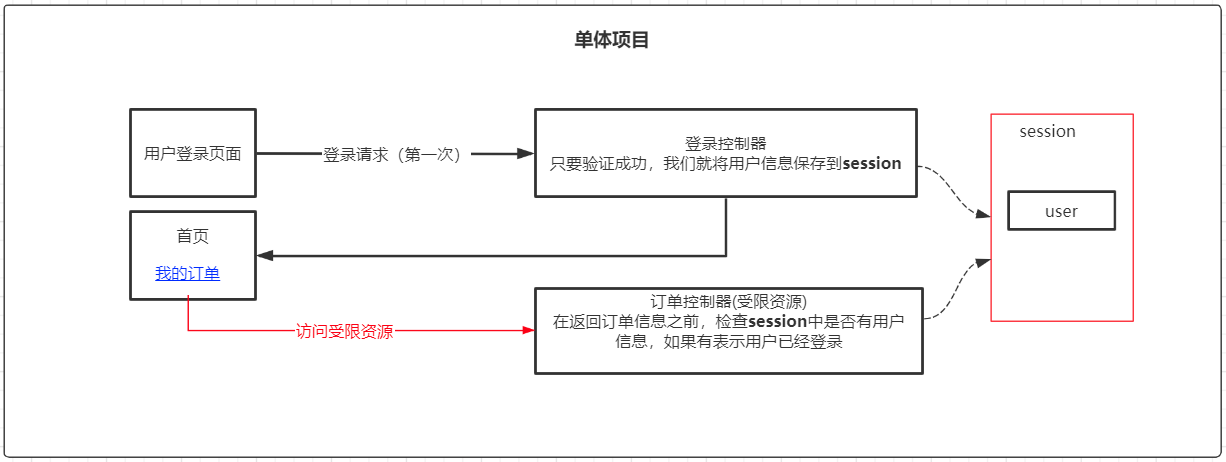 单体项目
用户登录页面
登录请求（第一次）
登录控制器
只要验证成功，我们就将用户信息保存到session
session
user
首页
我的订单
访问受限资源
订单控制器(受限资源)
在返回订单信息之前，检查session中是否有用户
信息，如果有表示用户已经登录